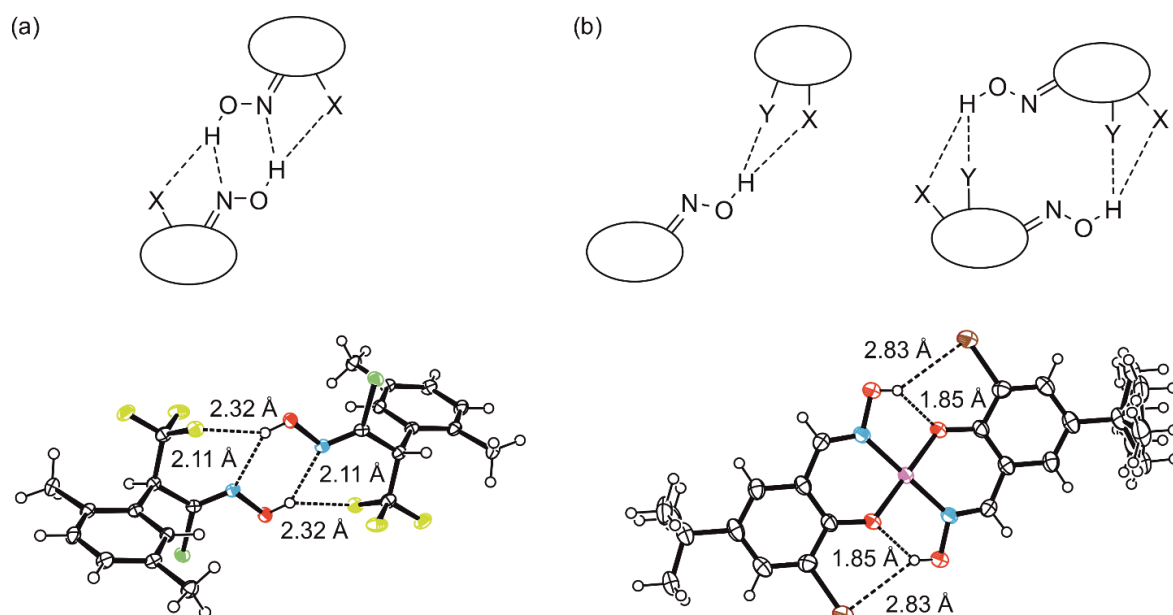 (a)
(b)
X
O–N
H
H
X
N–O
Y
X
H
N
O
H
O
N
Y
X
X
Y
N
O
H
2.32 Å
2.11 Å
2.11 Å
2.32 Å
2.83 Å
1.85 Å
1.85 Å
2.83 Å